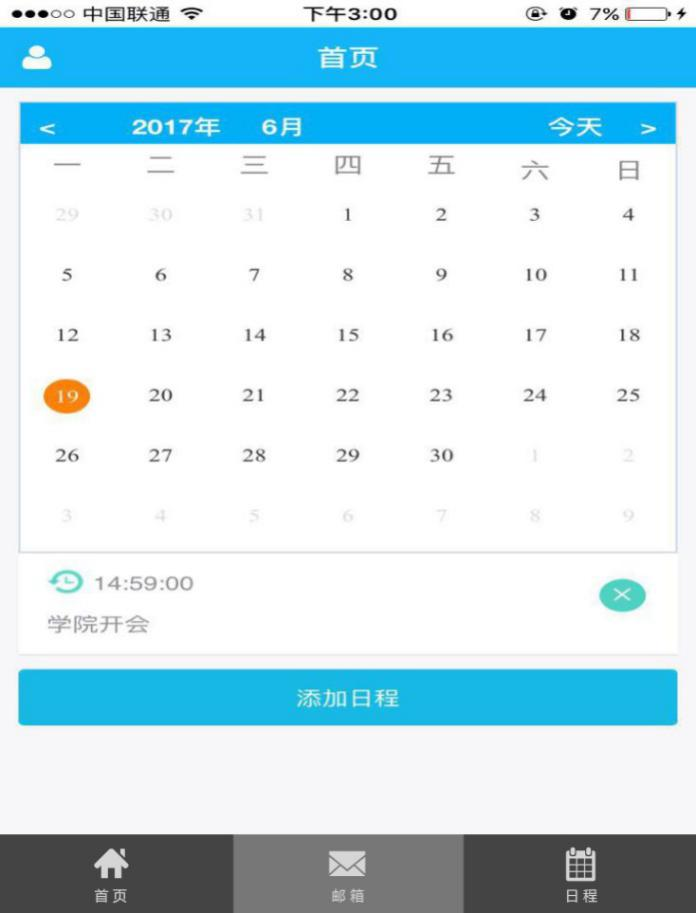 中国联通 下午3:00 7%
首页
< 2017年 6月 今天 >
一 二 三 四 五 六 日
29 30 31 1 2 3 4
5 6 7 8 9 10 11
12 13 14 15 16 17 18
19 20 21 22 23 24 25
26 27 28 29 30 1 2
3 4 5 6 7 8 9
14:59:00
学院开会
添加日程
首页 邮箱 日程